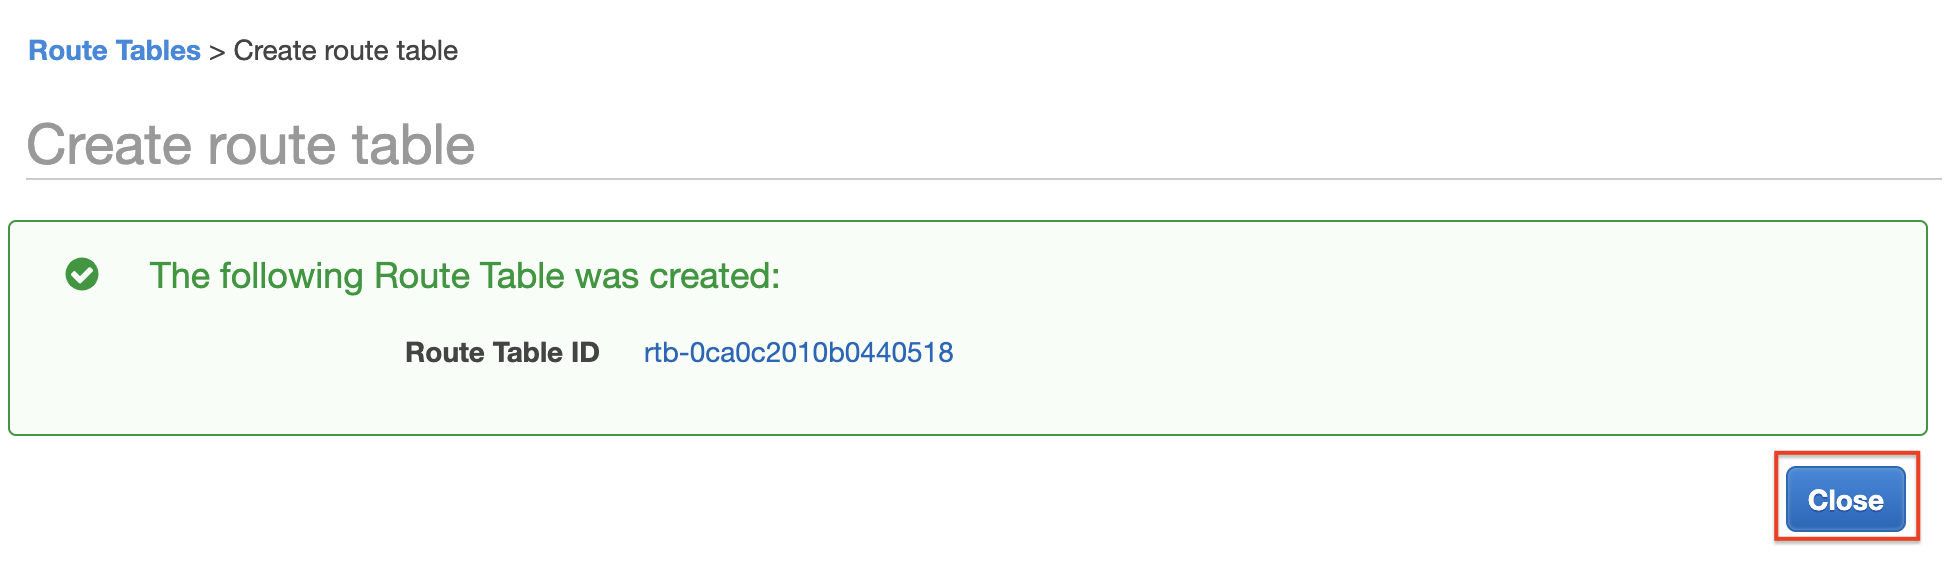 Route Tables > Create route table
Create route table
The following Route Table was created:
Route Table ID rtb-0ca0c2010b0440518
Close